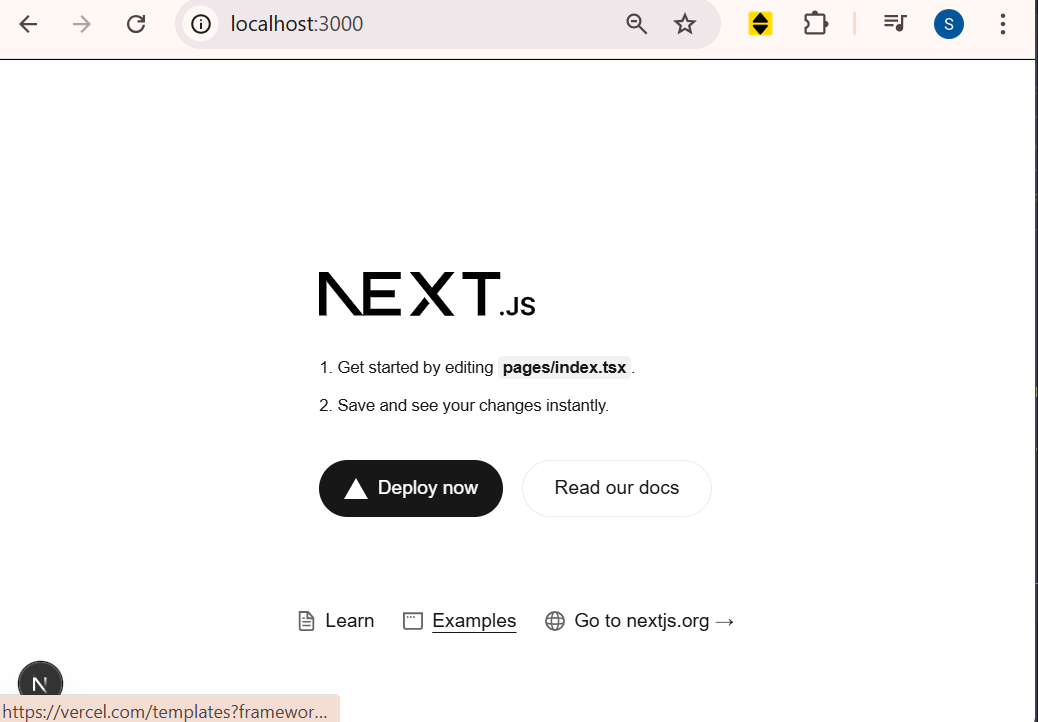 localhost:3000
S
NEXT.JS
1. Get started by editing pages/index.tsx.
2. Save and see your changes instantly.
Deploy now
Read our docs
Learn
Examples
Go to nextjs.org →
N
https://vercel.com/templates?framewor...